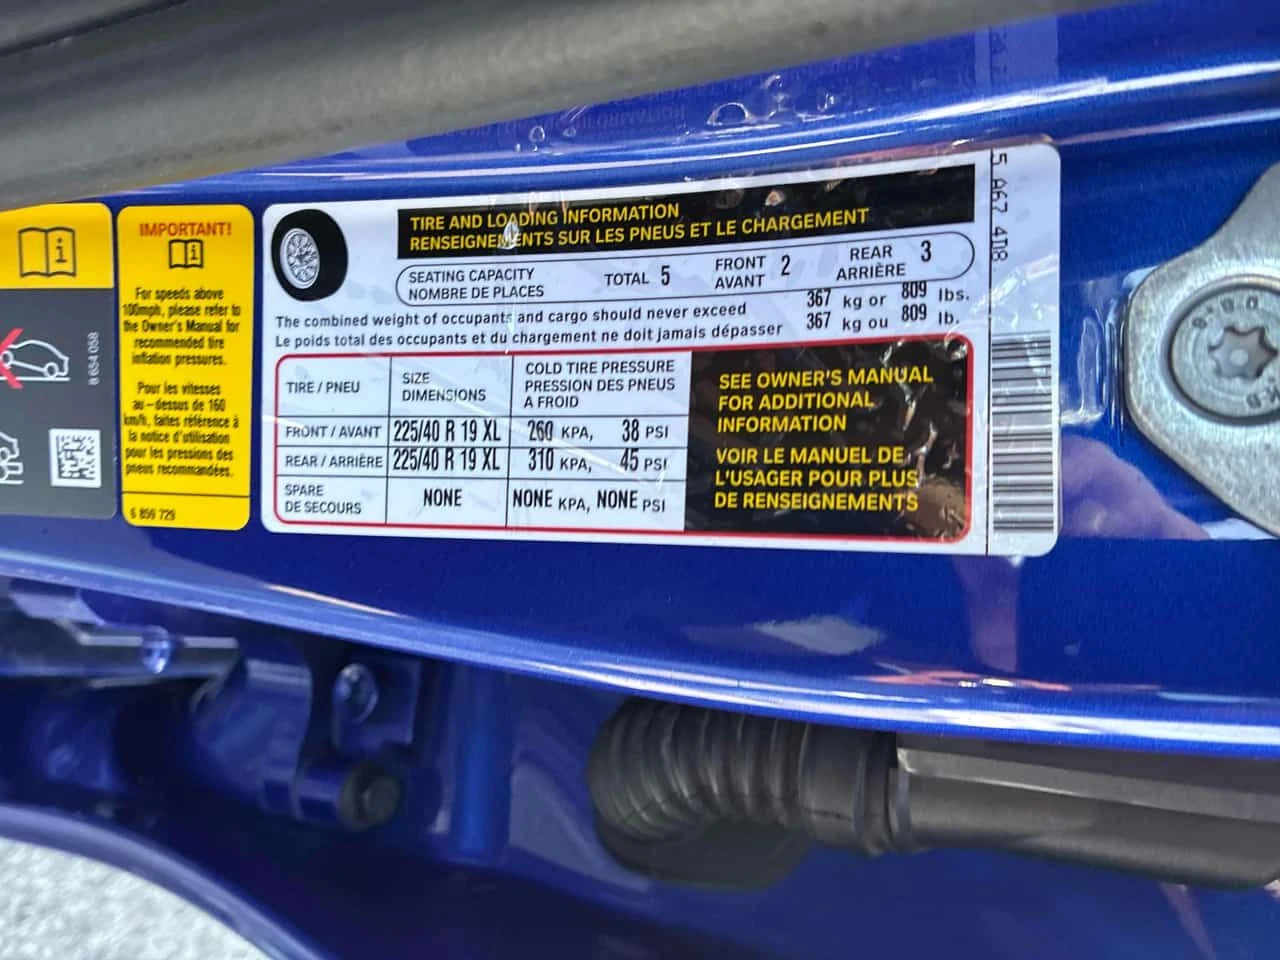 8 654 058
IMPORTANT!
For speeds above
100mph, please refer to
the Owner's Manual for
recommended tire
inflation pressures.
Pour les vitesses
au-dessus de 160
km/h, faites référence à
la notice d'utilisation
pour les pressions des
pneus recommandées.
6 859 729
TIRE AND LOADING INFORMATION
RENSEIGNEMENTS SUR LES PNEUS ET LE CHARGEMENT
SEATING CAPACITY
NOMBRE DE PLACES
TOTAL 5
FRONT
AVANT 2
REAR
ARRIÈRE 3
The combined weight of occupants and cargo should never exceed 367 kg or 809 lbs.
Le poids total des occupants et du chargement ne doit jamais dépasser 367 kg ou 809 lb.
TIRE / PNEU
SIZE
DIMENSIONS
COLD TIRE PRESSURE
PRESSION DES PNEUS
A FROID
FRONT / AVANT 225/40 R 19 XL 260 KPA, 38 PSI
REAR / ARRIÈRE 225/40 R 19 XL 310 KPA, 45 PSI
SPARE
DE SECOURS
NONE NONE KPA, NONE PSI
SEE OWNER'S MANUAL
FOR ADDITIONAL
INFORMATION
VOIR LE MANUEL DE
L'USAGER POUR PLUS
DE RENSEIGNEMENTS
5 A67 4D8